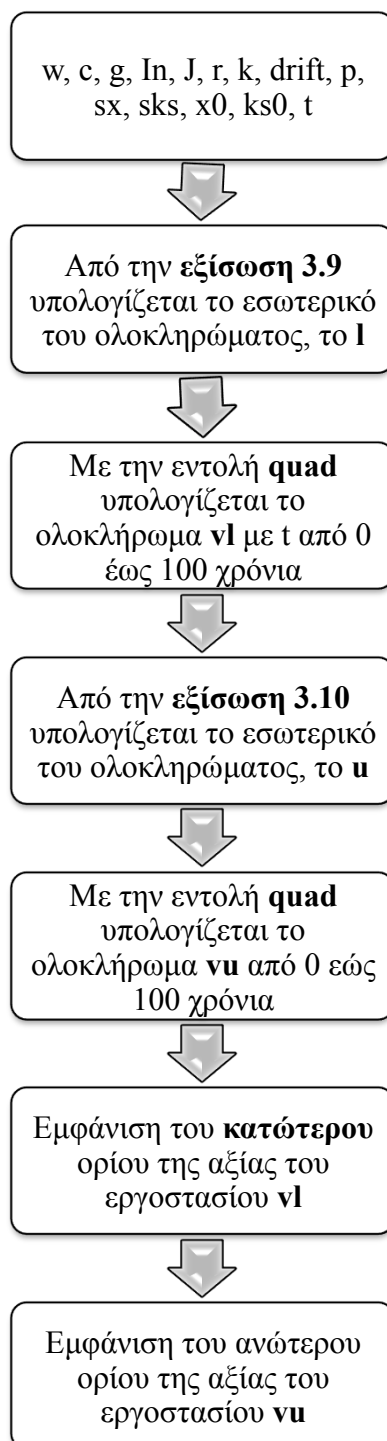 w, c, g, In, J, r, k, drift, p,
sx, sks, x0, ks0, t
Από την εξίσωση 3.9
υπολογίζεται το εσωτερικό
του ολοκληρώματος, το l
Με την εντολή quad
υπολογίζεται το
ολοκλήρωμα vl με t από 0
έως 100 χρόνια
Από την εξίσωση 3.10
υπολογίζεται το εσωτερικό
του ολοκληρώματος, το u
Με την εντολή quad
υπολογίζεται το
ολοκλήρωμα vu από 0 εώς
100 χρόνια
Εμφάνιση του κατώτερου
ορίου της αξίας του
εργοστασίου vl
Εμφάνιση του ανώτερου
ορίου της αξίας του
εργοστασίου vu